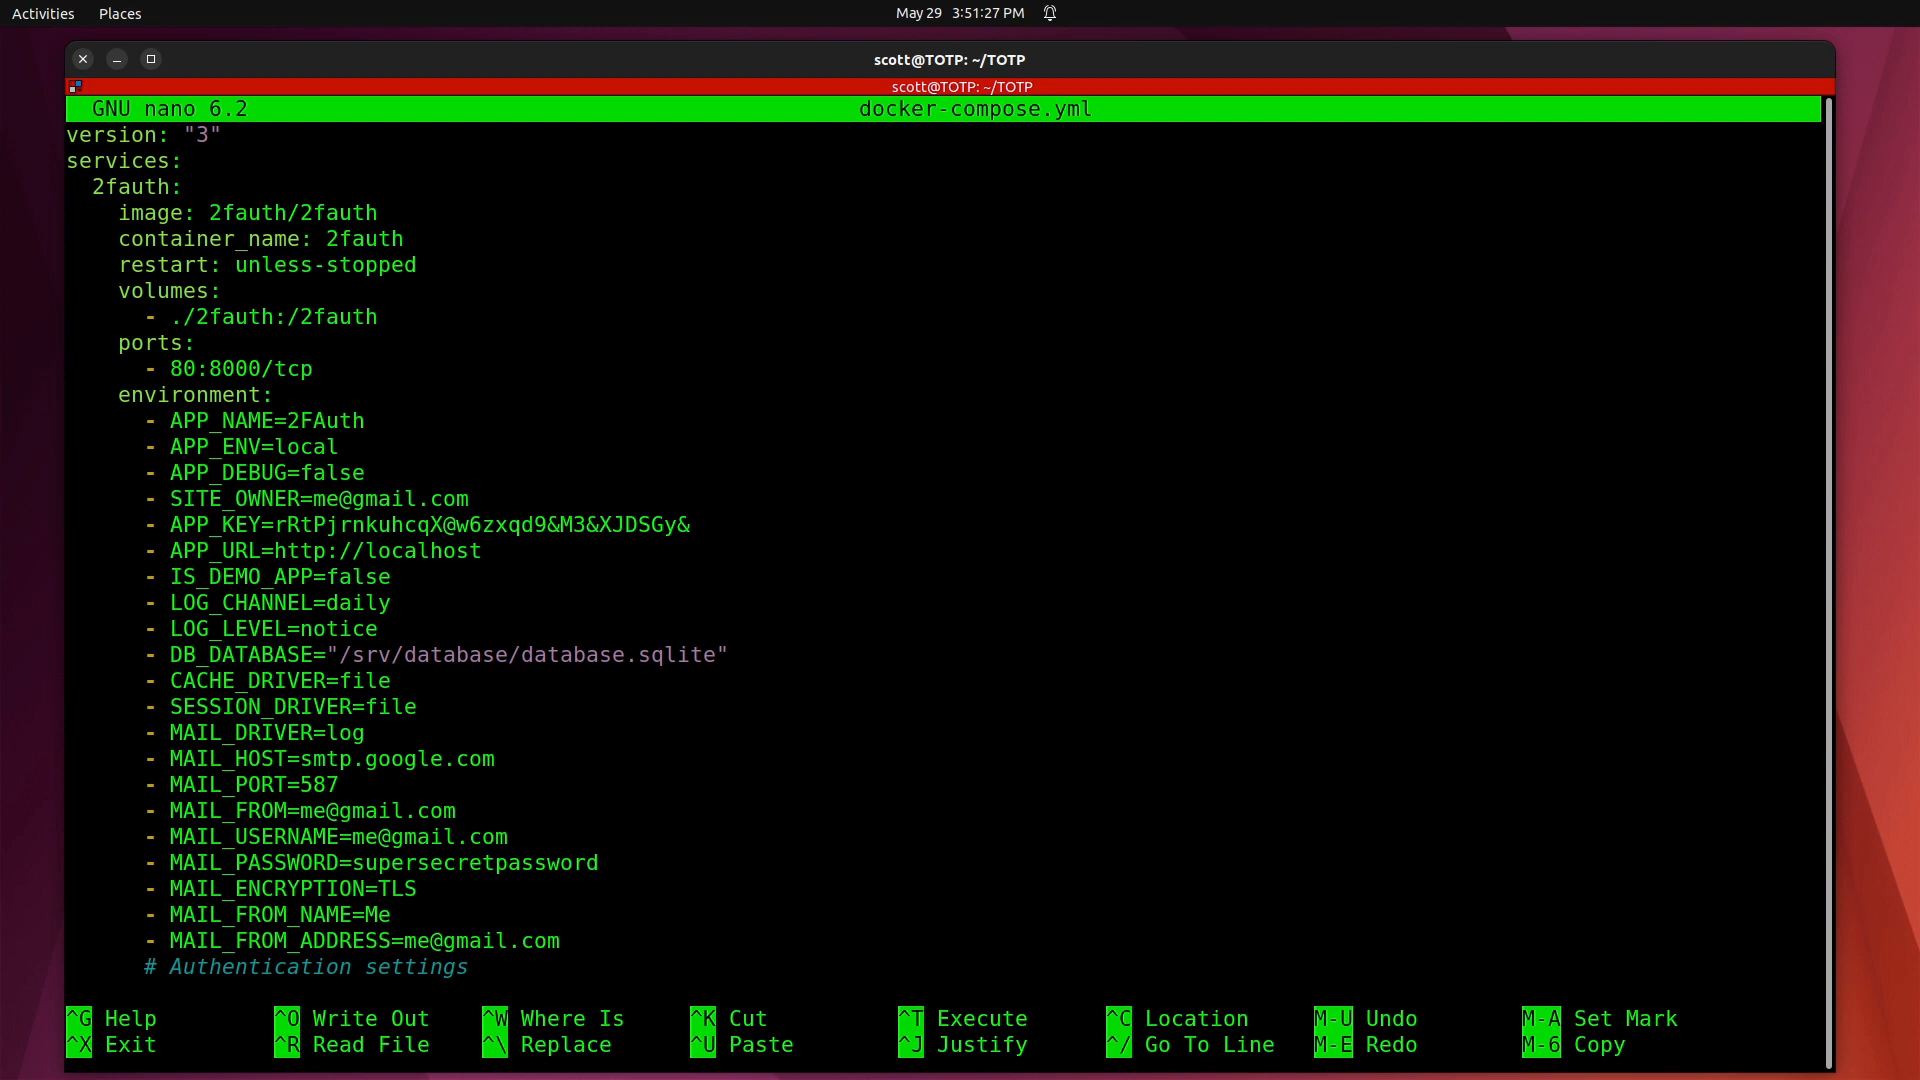 Activities Places May 29 3:51:27 PM
scott@TOTP: ~/TOTP
scott@TOTP: ~/TOTP
GNU nano 6.2 docker-compose.yml
version: "3"
services:
  2fauth:
    image: 2fauth/2fauth
    container_name: 2fauth
    restart: unless-stopped
    volumes:
      - ./2fauth:/2fauth
    ports:
      - 80:8000/tcp
    environment:
      - APP_NAME=2FAuth
      - APP_ENV=local
      - APP_DEBUG=false
      - SITE_OWNER=me@gmail.com
      - APP_KEY=rRtPjrnkuhcqX@w6zxqd9&M3&XJDSGy&
      - APP_URL=http://localhost
      - IS_DEMO_APP=false
      - LOG_CHANNEL=daily
      - LOG_LEVEL=notice
      - DB_DATABASE="/srv/database/database.sqlite"
      - CACHE_DRIVER=file
      - SESSION_DRIVER=file
      - MAIL_DRIVER=log
      - MAIL_HOST=smtp.google.com
      - MAIL_PORT=587
      - MAIL_FROM=me@gmail.com
      - MAIL_USERNAME=me@gmail.com
      - MAIL_PASSWORD=supersecretpassword
      - MAIL_ENCRYPTION=TLS
      - MAIL_FROM_NAME=Me
      - MAIL_FROM_ADDRESS=me@gmail.com
      # Authentication settings
^G Help ^O Write Out ^W Where Is ^K Cut ^T Execute ^C Location M-U Undo M-A Set Mark
^X Exit ^R Read File ^\ Replace ^U Paste ^J Justify ^/ Go To Line M-E Redo M-6 Copy